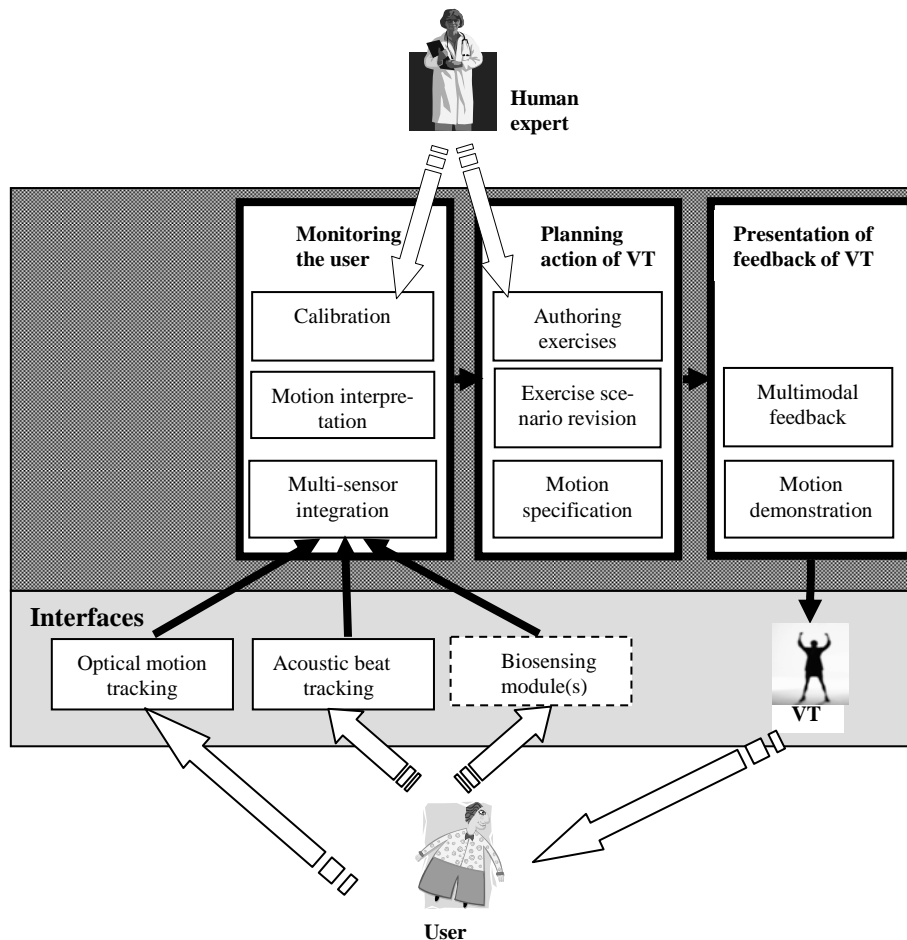 Human
expert
Monitoring
the user
Calibration
Motion interpre-
tation
Multi-sensor
integration
Planning
action of VT
Authoring
exercises
Exercise sce-
nario revision
Motion
specification
Presentation of
feedback of VT
Multimodal
feedback
Motion
demonstration
Interfaces
Optical motion
tracking
Acoustic beat
tracking
Biosensing
module(s)
VT
User